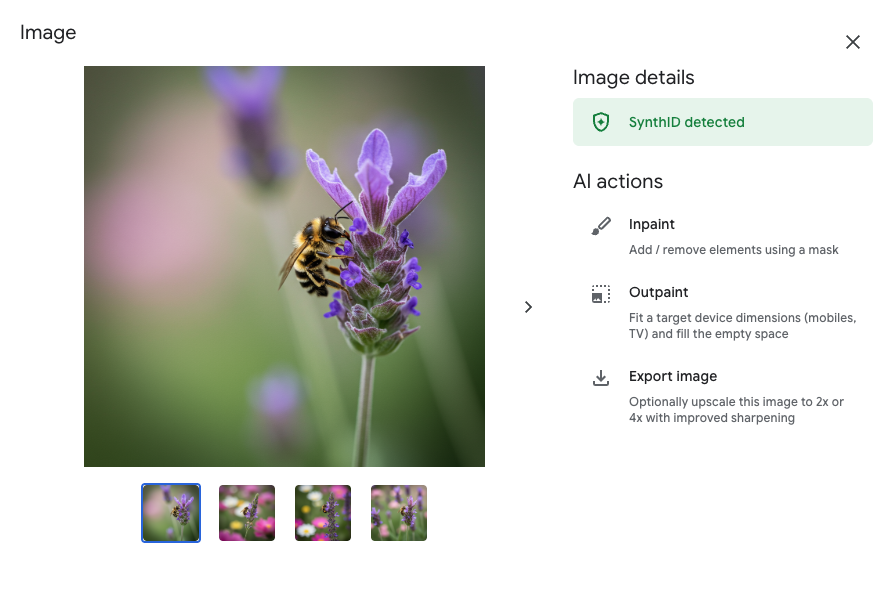 Image
Image details
SynthID detected
AI actions
Inpaint
Add / remove elements using a mask
Outpaint
Fit a target device dimensions (mobiles,
TV) and fill the empty space
Export image
Optionally upscale this image to 2x or
4x with improved sharpening